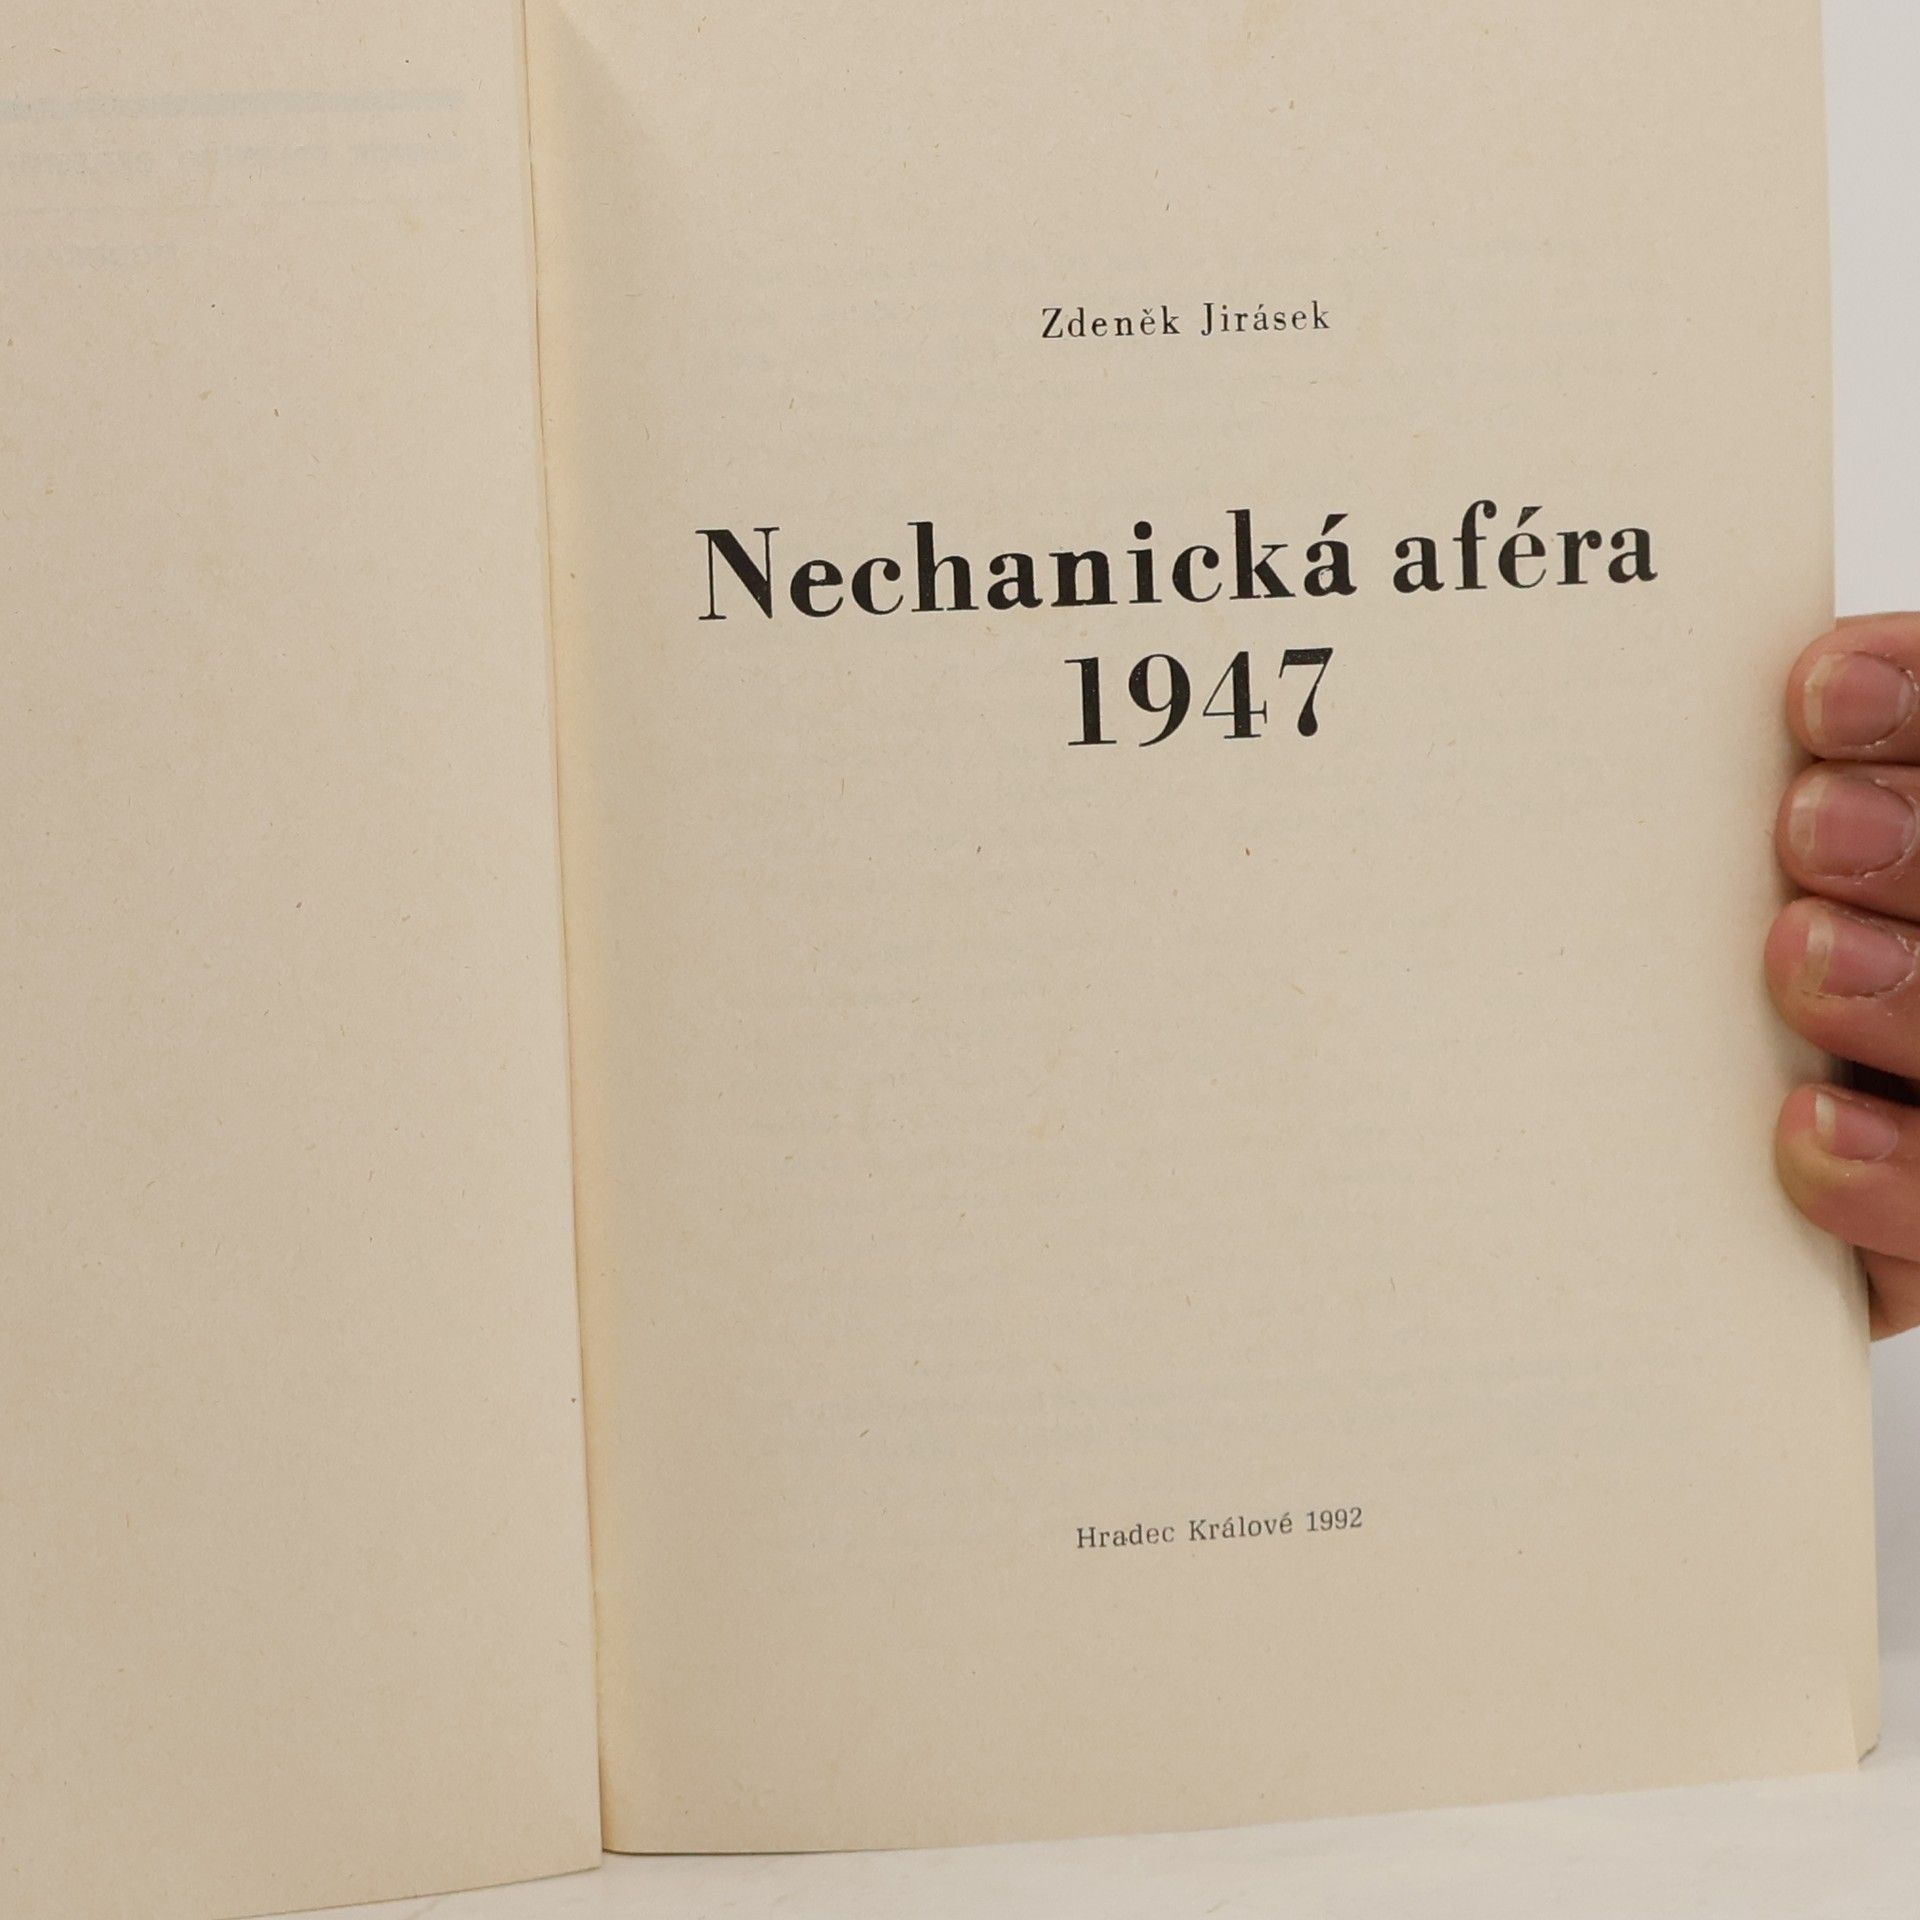 Zdeněk Jirásek
Nechanická aféra
1947
Hradec Králové 1992